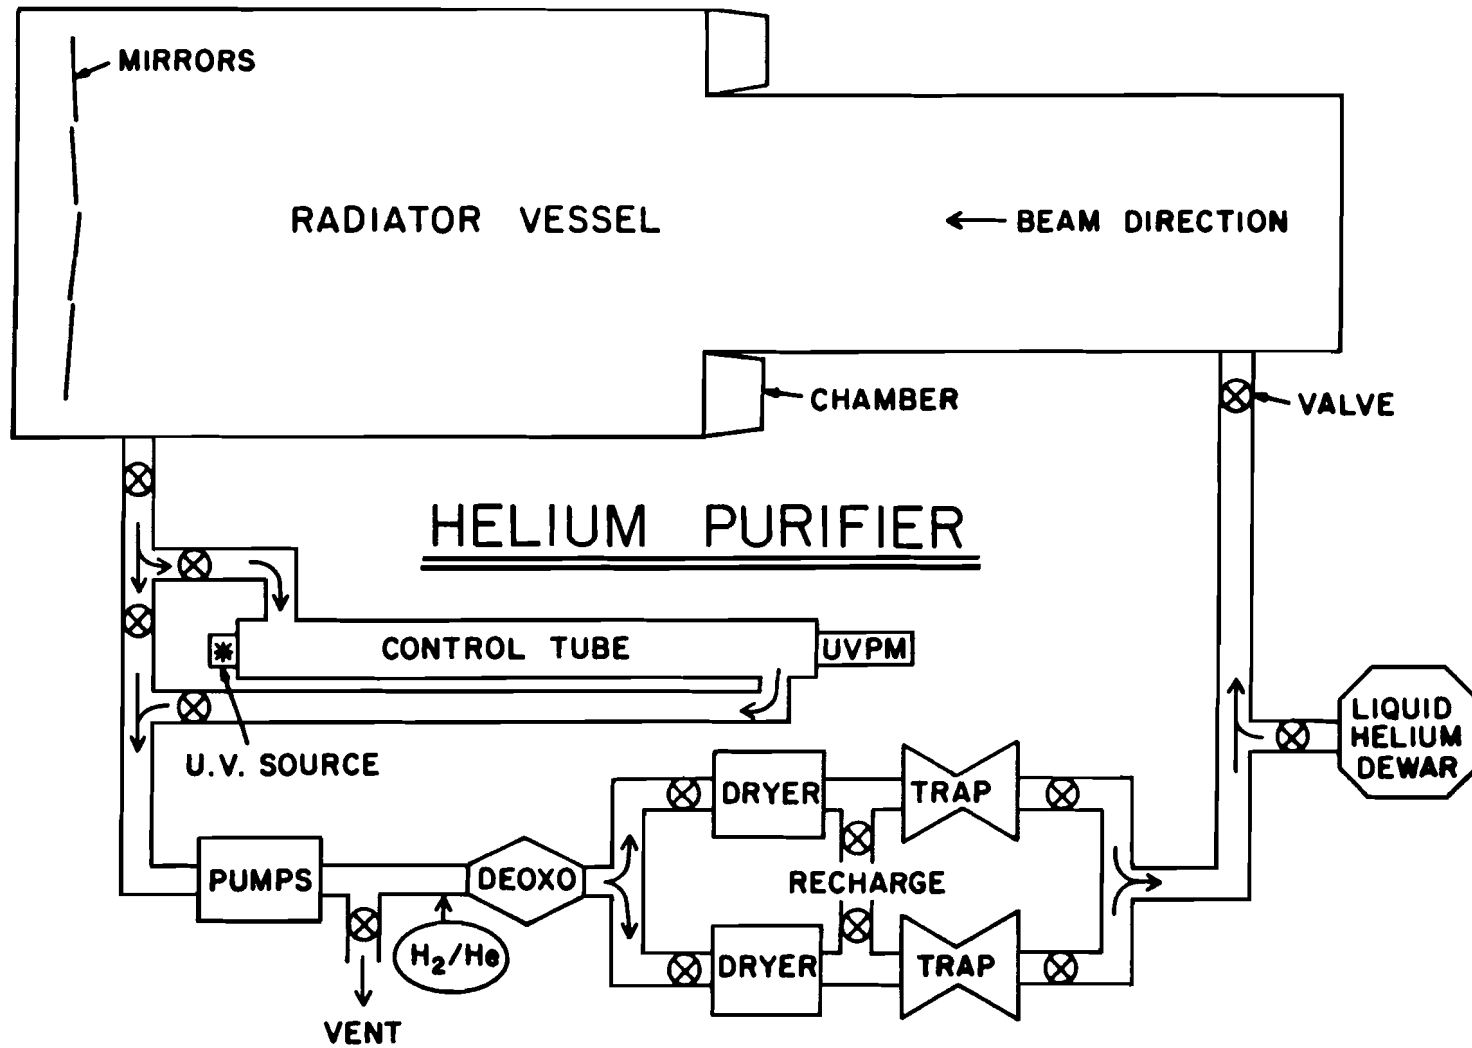 MIRRORS
RADIATOR VESSEL
BEAM DIRECTION
CHAMBER
VALVE
HELIUM PURIFIER
CONTROL TUBE
UVPM
U.V. SOURCE
LIQUID
HELIUM
DEWAR
DRYER
TRAP
PUMPS
DEOXO
RECHARGE
H₂/He
DRYER
TRAP
VENT